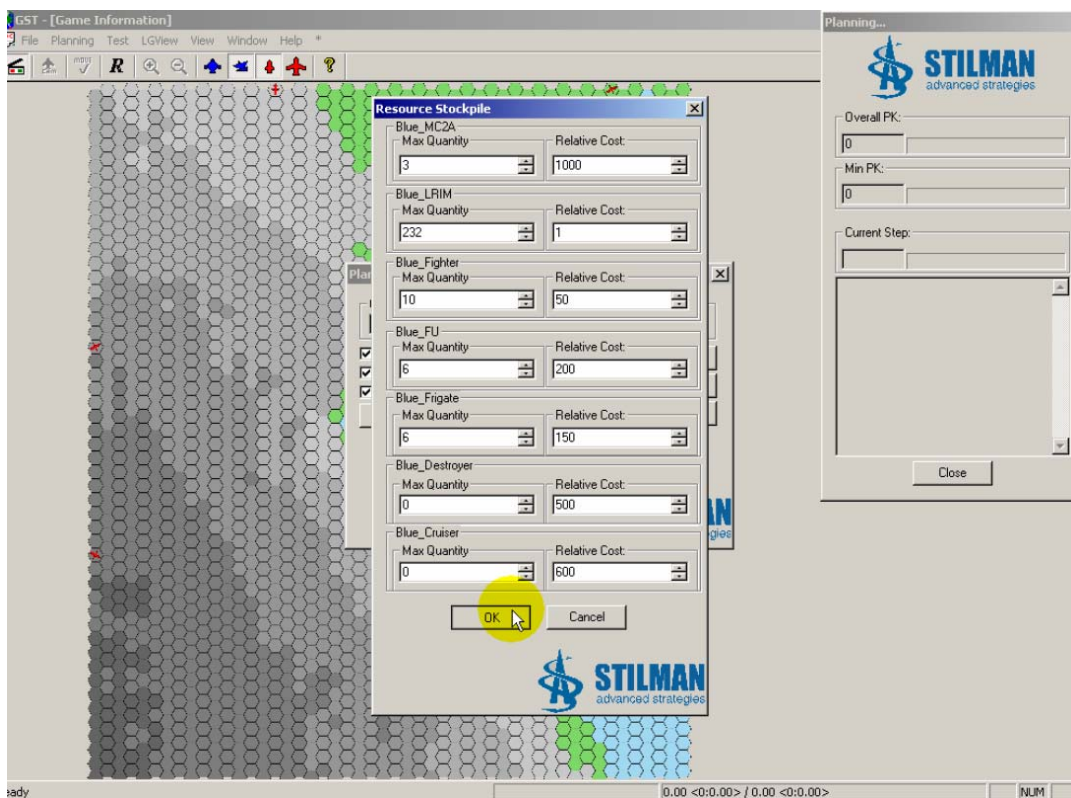 GST - [Game Information]
File Planning Test LGView View Window Help *
R
Planning...
STILMAN
advanced strategies
Overall PK:
0
Min PK:
0
Current Step:
Close
Resource Stockpile
Blue_MC2A
Max Quantity Relative Cost:
3 1000
Blue_LRIM
Max Quantity Relative Cost:
232 1
Blue_Fighter
Max Quantity Relative Cost:
10 50
Blue_FU
Max Quantity Relative Cost:
6 200
Blue_Frigate
Max Quantity Relative Cost:
6 150
Blue_Destroyer
Max Quantity Relative Cost:
0 500
Blue_Cruiser
Max Quantity Relative Cost:
0 600
OK Cancel
STILMAN
advanced strategies
Plan
AN
gies
eady 0.00 <0:0.00> / 0.00 <0:0.00> NUM